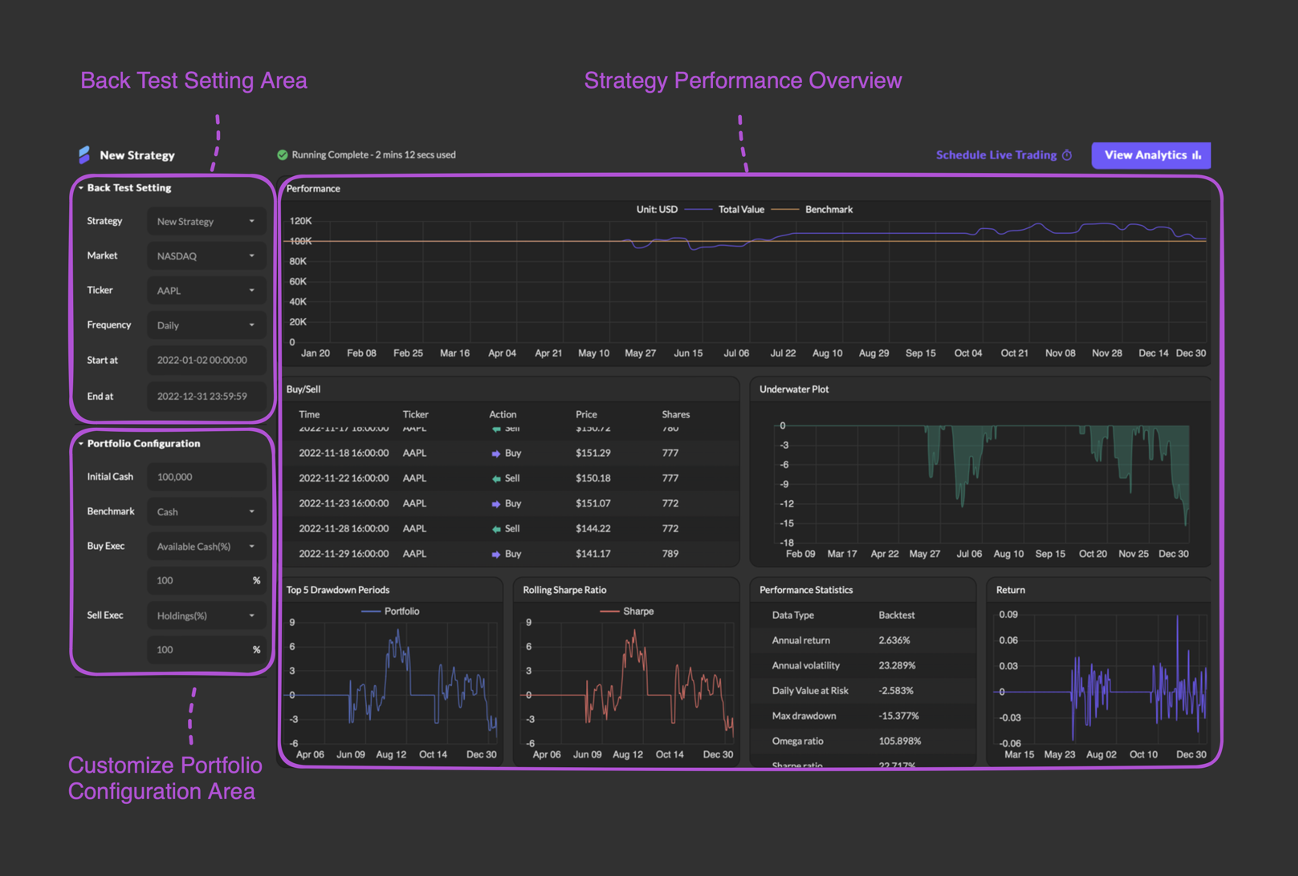 Back Test Setting Area
Strategy Performance Overview
New Strategy
Running Complete - 2 mins 12 secs used
Schedule Live Trading
View Analytics
Back Test Setting
Strategy New Strategy
Market NASDAQ
Ticker AAPL
Frequency Daily
Start at 2022-01-02 00:00:00
End at 2022-12-31 23:59:59
Portfolio Configuration
Initial Cash 100,000
Benchmark Cash
Buy Exec Available Cash(%)
100 %
Sell Exec Holdings(%)
100 %
Customize Portfolio
Configuration Area
Performance
Unit: USD Total Value Benchmark
120K
100K
80K
60K
40K
20K
0
Jan 20 Feb 08 Feb 25 Mar 16 Apr 04 Apr 21 May 10 May 27 Jun 15 Jul 06 Jul 22 Aug 10 Aug 29 Sep 15 Oct 04 Oct 21 Nov 08 Nov 28 Dec 14 Dec 30
Buy/Sell
Time Ticker Action Price Shares
2022-11-17 16:00:00 AAPL Sell $150.72 780
2022-11-18 16:00:00 AAPL Buy $151.29 777
2022-11-22 16:00:00 AAPL Sell $150.18 777
2022-11-23 16:00:00 AAPL Buy $151.07 772
2022-11-28 16:00:00 AAPL Sell $144.22 772
2022-11-29 16:00:00 AAPL Buy $141.17 789
Underwater Plot
0
-3
-6
-9
-12
-15
-18
Feb 09 Mar 17 Apr 22 May 27 Jul 06 Aug 10 Sep 15 Oct 20 Nov 25 Dec 30
Top 5 Drawdown Periods
Portfolio
9
6
3
0
-3
-6
Apr 06 Jun 09 Aug 12 Oct 14 Dec 30
Rolling Sharpe Ratio
Sharpe
9
6
3
0
-3
-6
Apr 06 Jun 09 Aug 12 Oct 14 Dec 30
Performance Statistics
Data Type Backtest
Annual return 2.636%
Annual volatility 23.289%
Daily Value at Risk -2.583%
Max drawdown -15.377%
Omega ratio 105.898%
Sharpe ratio 22.717%
Return
0.09
0.06
0.03
0
-0.03
-0.06
Mar 15 May 23 Aug 02 Oct 10 Dec 30